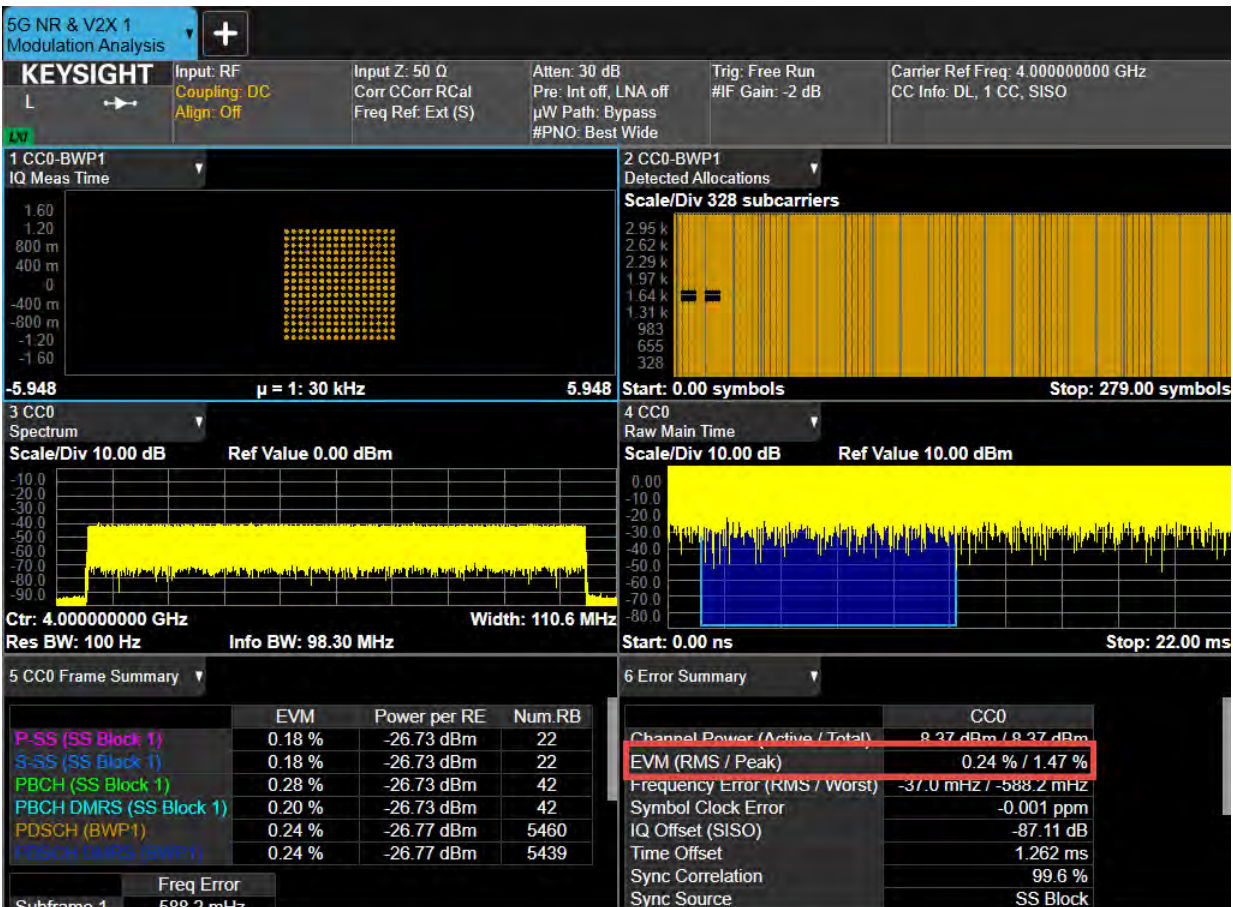 5G NR & V2X 1
Modulation Analysis
+
KEYSIGHT
L
LXI
Input: RF
Coupling: DC
Align: Off
Input Z: 50 Ω
Corr CCorr RCal
Freq Ref: Ext (S)
Atten: 30 dB
Pre: Int off, LNA off
µW Path: Bypass
#PNO: Best Wide
Trig: Free Run
#IF Gain: -2 dB
Carrier Ref Freq: 4.000000000 GHz
CC Info: DL, 1 CC, SISO
1 CC0-BWP1
IQ Meas Time
1.60
1.20
800 m
400 m
0
-400 m
-800 m
-1.20
-1.60
-5.948 µ = 1: 30 kHz 5.948
2 CC0-BWP1
Detected Allocations
Scale/Div 328 subcarriers
2.95 k
2.62 k
2.29 k
1.97 k
1.64 k
1.31 k
983
655
328
Start: 0.00 symbols Stop: 279.00 symbols
3 CC0
Spectrum
Scale/Div 10.00 dB Ref Value 0.00 dBm
-10.0
-20.0
-30.0
-40.0
-50.0
-60.0
-70.0
-80.0
-90.0
Ctr: 4.000000000 GHz Width: 110.6 MHz
Res BW: 100 Hz Info BW: 98.30 MHz
4 CC0
Raw Main Time
Scale/Div 10.00 dB Ref Value 10.00 dBm
0.00
-10.0
-20.0
-30.0
-40.0
-50.0
-60.0
-70.0
-80.0
Start: 0.00 ns Stop: 22.00 ms
5 CC0 Frame Summary
EVM Power per RE Num.RB
P-SS (SS Block 1) 0.18 % -26.73 dBm 22
S-SS (SS Block 1) 0.18 % -26.73 dBm 22
PBCH (SS Block 1) 0.28 % -26.73 dBm 42
PBCH DMRS (SS Block 1) 0.20 % -26.73 dBm 42
PDSCH (BWP1) 0.24 % -26.77 dBm 5460
PDSCH DMRS (BWP1) 0.24 % -26.77 dBm 5439
Freq Error
Subframe 1 -588.2 mHz
6 Error Summary
CC0
Channel Power (Active / Total) 8.37 dBm / 8.37 dBm
EVM (RMS / Peak) 0.24 % / 1.47 %
Frequency Error (RMS / Worst) -37.0 mHz / -588.2 mHz
Symbol Clock Error -0.001 ppm
IQ Offset (SISO) -87.11 dB
Time Offset 1.262 ms
Sync Correlation 99.6 %
Sync Source SS Block